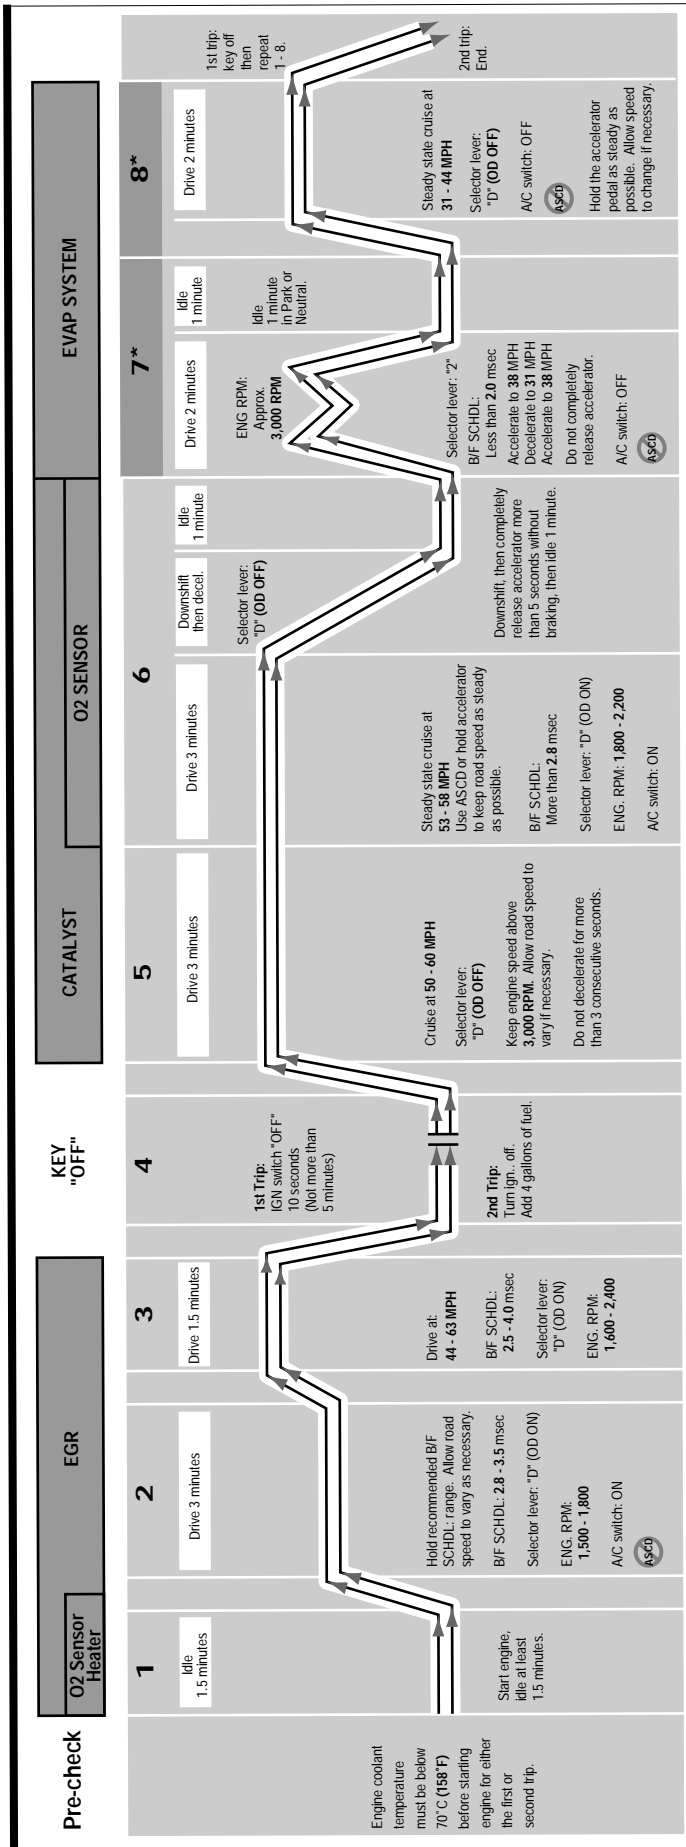 Pre-check
O2 Sensor
Heater
EGR
KEY
"OFF"
CATALYST
O2 SENSOR
EVAP SYSTEM
Engine coolant
temperature
must be below
70˚C (158˚F)
before starting
engine for either
the first or
second trip.
1
Idle
1.5 minutes
Start engine,
idle at least
1.5 minutes.
2
Drive 3 minutes
Hold recommended B/F
SCHDL: range. Allow road
speed to vary as necessary.
B/F SCHDL: 2.8 - 3.5 msec
Selector lever: "D" (OD ON)
ENG. RPM:
1,500 - 1,800
A/C switch: ON
ASCD
3
Drive 1.5 minutes
Drive at:
44 - 63 MPH
B/F SCHDL:
2.5 - 4.0 msec
Selector lever:
"D" (OD ON)
ENG. RPM:
1,600 - 2,400
4
1st Trip:
IGN switch "OFF"
10 seconds
(Not more than
5 minutes)
2nd Trip:
Turn ign.. off.
Add 4 gallons of fuel.
5
Drive 3 minutes
Cruise at 50 - 60 MPH
Selector lever:
"D" (OD OFF)
Keep engine speed above
3,000 RPM. Allow road speed to
vary if necessary.
Do not decelerate for more
than 3 consecutive seconds.
6
Drive 3 minutes
Steady state cruise at
53 - 58 MPH
Use ASCD or hold accelerator
to keep road speed as steady
as possible.
B/F SCHDL:
More than 2.8 msec
Selector lever: "D" (OD ON)
ENG. RPM: 1,800 - 2,200
A/C switch: ON
Downshift
then decel.
Selector lever:
"D" (OD OFF)
Downshift, then completely
release accelerator more
than 5 seconds without
braking, then idle 1 minute.
Idle
1 minute
7*
Drive 2 minutes
ENG RPM:
Approx.
3,000 RPM
Selector lever: "2"
B/F SCHDL:
Less than 2.0 msec
Accelerate to 38 MPH
Decelerate to 31 MPH
Accelerate to 38 MPH
Do not completely
release accelerator.
A/C switch: OFF
ASCD
Idle
1 minute
Idle
1 minute
in Park or
Neutral.
8*
Drive 2 minutes
Steady state cruise at
31 - 44 MPH
Selector lever:
"D" (OD OFF)
A/C switch: OFF
ASCD
Hold the accelerator
pedal as steady as
possible. Allow speed
to change if necessary.
1st trip:
key off
then
repeat
1 - 8.
2nd trip:
End.